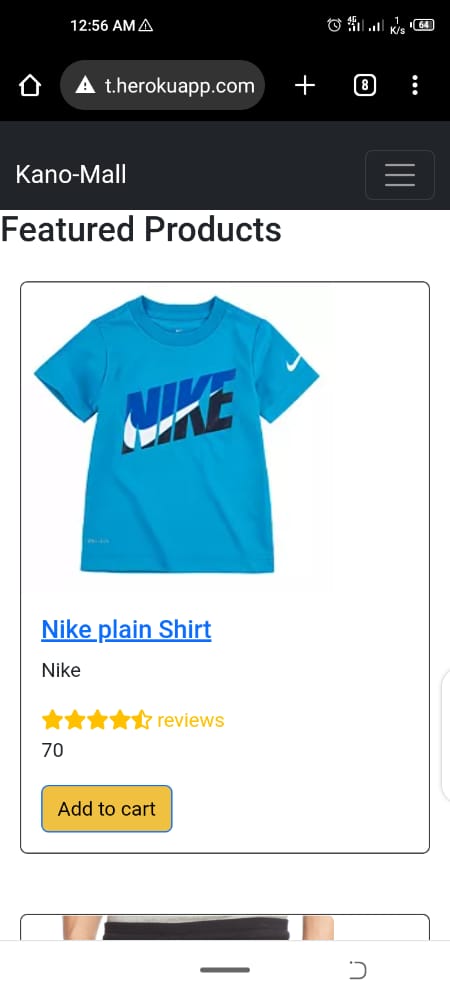 12:56 AM
4G
1
K/s
64
t.herokuapp.com
8
Kano-Mall
Featured Products
NIKE
Nike plain Shirt
Nike
reviews
70
Add to cart